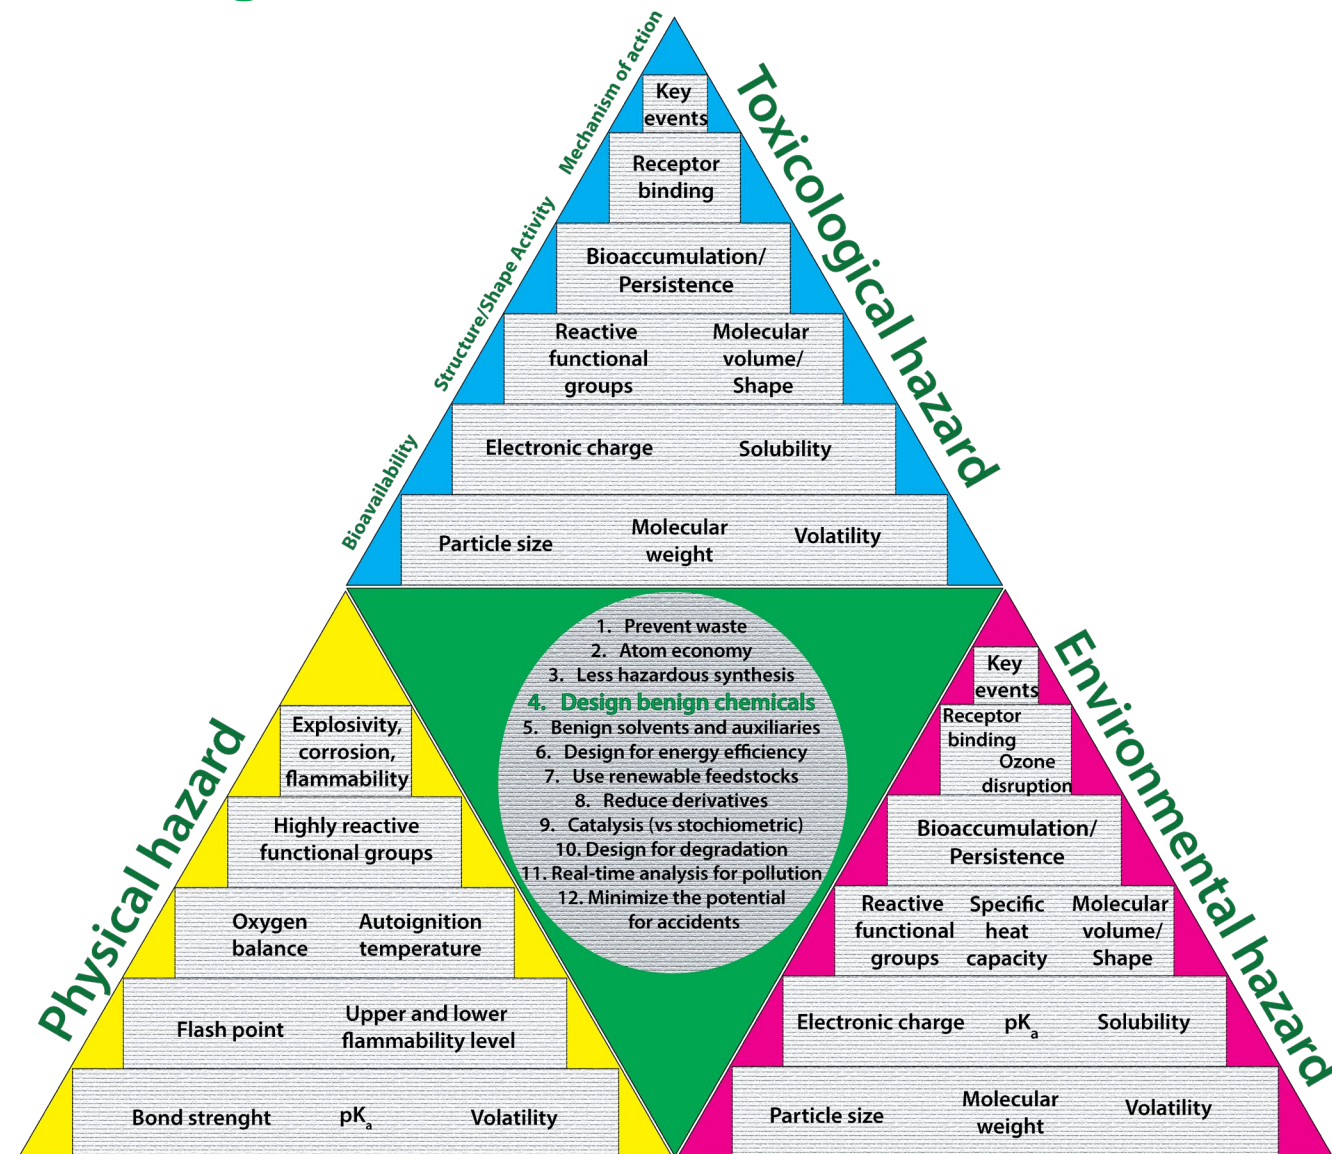 Mechanism of action
Structure/Shape Activity
Bioavailability
Toxicological hazard
Key
events
Receptor
binding
Bioaccumulation/
Persistence
Reactive
functional
groups
Molecular
volume/
Shape
Electronic charge
Solubility
Particle size
Molecular
weight
Volatility
1. Prevent waste
2. Atom economy
3. Less hazardous synthesis
4. Design benign chemicals
5. Benign solvents and auxiliaries
6. Design for energy efficiency
7. Use renewable feedstocks
8. Reduce derivatives
9. Catalysis (vs stochiometric)
10. Design for degradation
11. Real-time analysis for pollution
12. Minimize the potential
for accidents
Physical hazard
Explosivity,
corrosion,
flammability
Highly reactive
functional groups
Oxygen
balance
Autoignition
temperature
Flash point
Upper and lower
flammability level
Bond strenght
pKa
Volatility
Environmental hazard
Key
events
Receptor
binding
Ozone
disruption
Bioaccumulation/
Persistence
Reactive
functional
groups
Specific
heat
capacity
Molecular
volume/
Shape
Electronic charge
pKa
Solubility
Particle size
Molecular
weight
Volatility